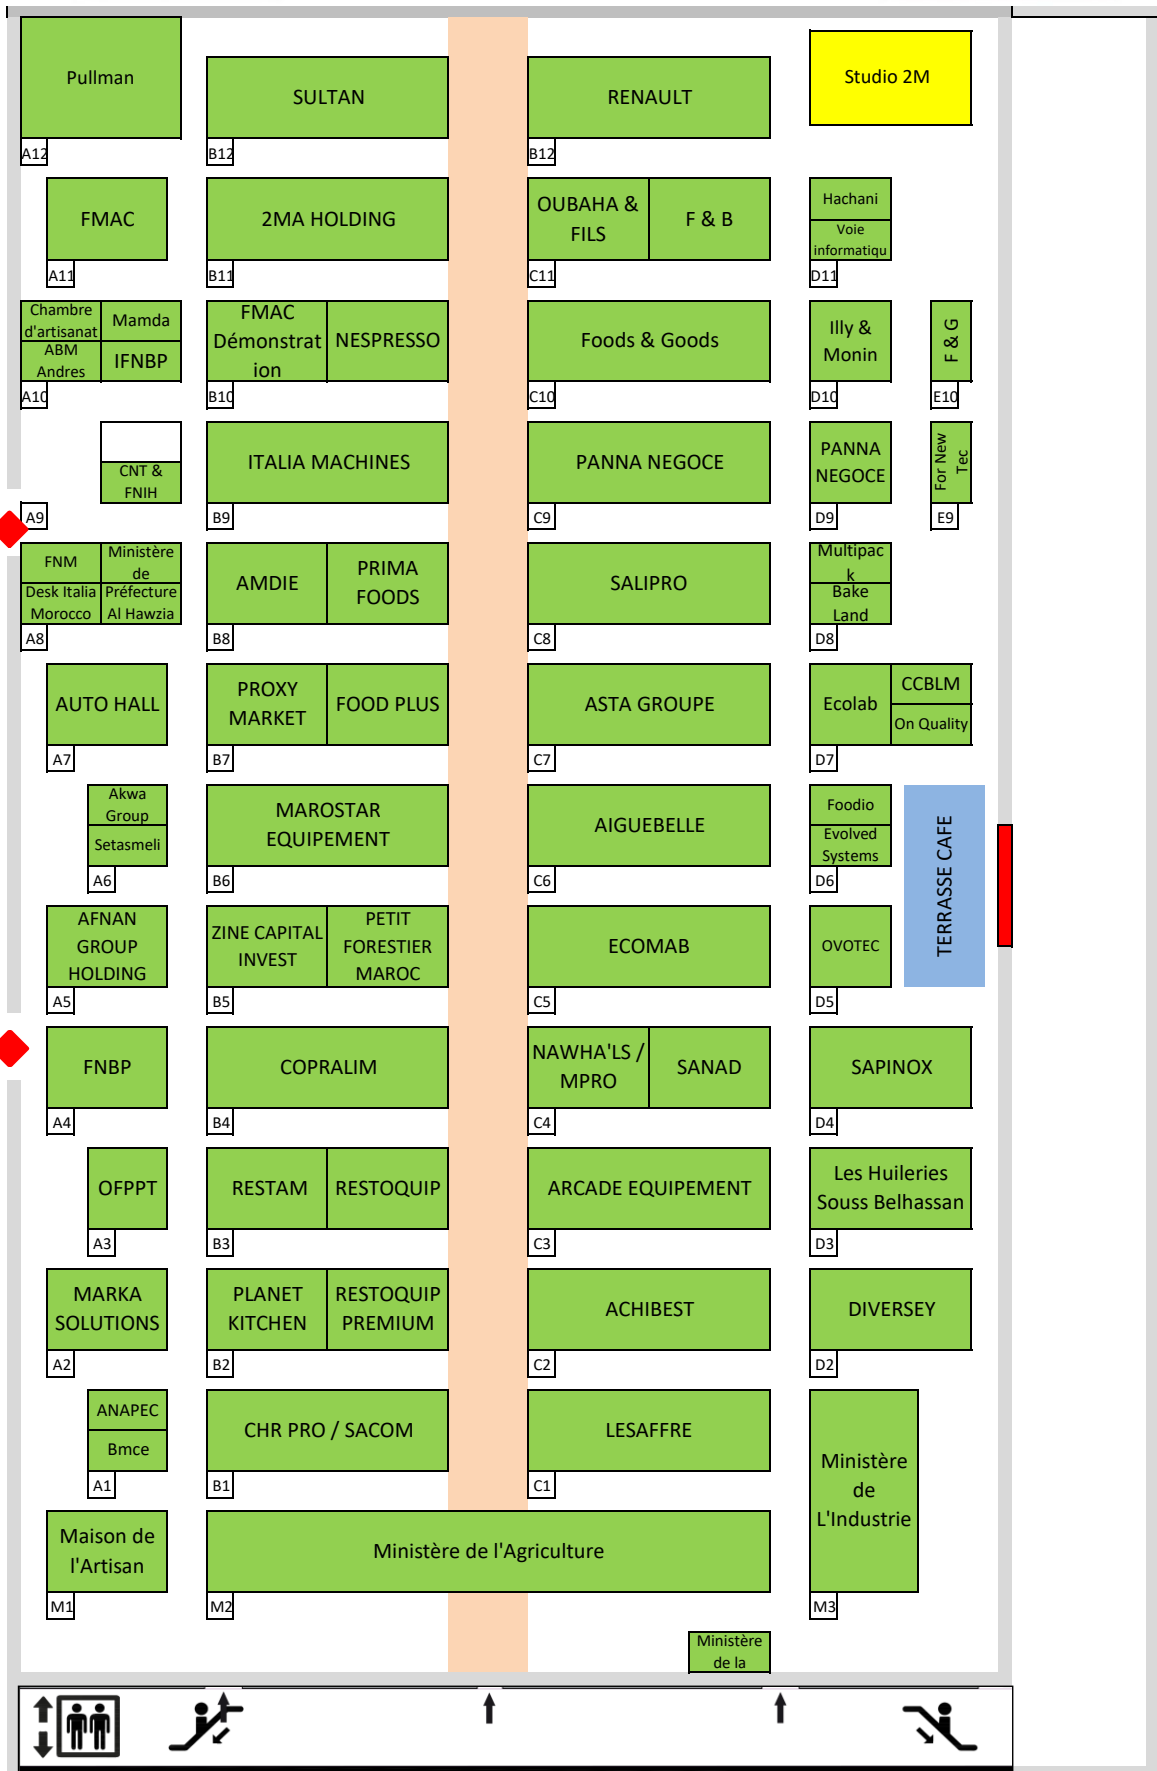 Pullman
SULTAN
RENAULT
Studio 2M
A12
B12
B12
FMAC
2MA HOLDING
OUBAHA &
FILS
F & B
Hachani
Voie
informatiqu
A11
B11
C11
D11
Chambre
d'artisanat
Mamda
ABM
Andres
IFNBP
FMAC
Démonstrat
ion
NESPRESSO
Foods & Goods
Illy &
Monin
F & G
A10
B10
C10
D10
E10
CNT &
FNIH
ITALIA MACHINES
PANNA NEGOCE
PANNA
NEGOCE
For New
Tec
A9
B9
C9
D9
E9
FNM
Ministère
de
Desk Italia
Morocco
Préfecture
Al Hawzia
AMDIE
PRIMA
FOODS
SALIPRO
Multipac
k
Bake
Land
A8
B8
C8
D8
AUTO HALL
PROXY
MARKET
FOOD PLUS
ASTA GROUPE
Ecolab
CCBLM
On Quality
A7
B7
C7
D7
Akwa
Group
Setasmeli
MAROSTAR
EQUIPEMENT
AIGUEBELLE
Foodio
Evolved
Systems
TERRASSE CAFE
A6
B6
C6
D6
AFNAN
GROUP
HOLDING
ZINE CAPITAL
INVEST
PETIT
FORESTIER
MAROC
ECOMAB
OVOTEC
A5
B5
C5
D5
FNBP
COPRALIM
NAWHA'LS /
MPRO
SANAD
SAPINOX
A4
B4
C4
D4
OFPPT
RESTAM
RESTOQUIP
ARCADE EQUIPEMENT
Les Huileries
Souss Belhassan
A3
B3
C3
D3
MARKA
SOLUTIONS
PLANET
KITCHEN
RESTOQUIP
PREMIUM
ACHIBEST
DIVERSEY
A2
B2
C2
D2
ANAPEC
Bmce
CHR PRO / SACOM
LESAFFRE
Ministère
de
L'Industrie
A1
B1
C1
Maison de
l'Artisan
Ministère de l'Agriculture
M1
M2
M3
Ministère
de la